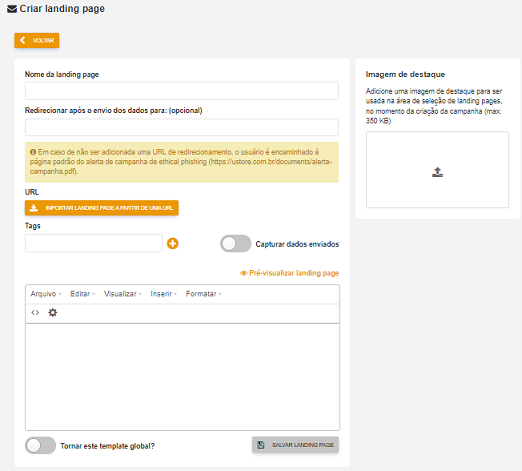 Criar landing page
VOLTAR
Nome da landing page
Redirecionar após o envio dos dados para: (opcional)
Em caso de não ser adicionada uma URL de redirecionamento, o usuário é encaminhado à
página padrão do alerta de campanha de ethical phishing (https://ustore.com.br/documents/alerta-
campanha.pdf).
URL
IMPORTAR LANDING PAGE A PARTIR DE UMA URL
Tags
Capturar dados enviados
Pré-visualizar landing page
Arquivo Editar Visualizar Inserir Formatar
Tornar este template global?
SALVAR LANDING PAGE
Imagem de destaque
Adicione uma imagem de destaque para ser
usada na área de seleção de landing pages,
no momento da criação da campanha (max:
350 KB)